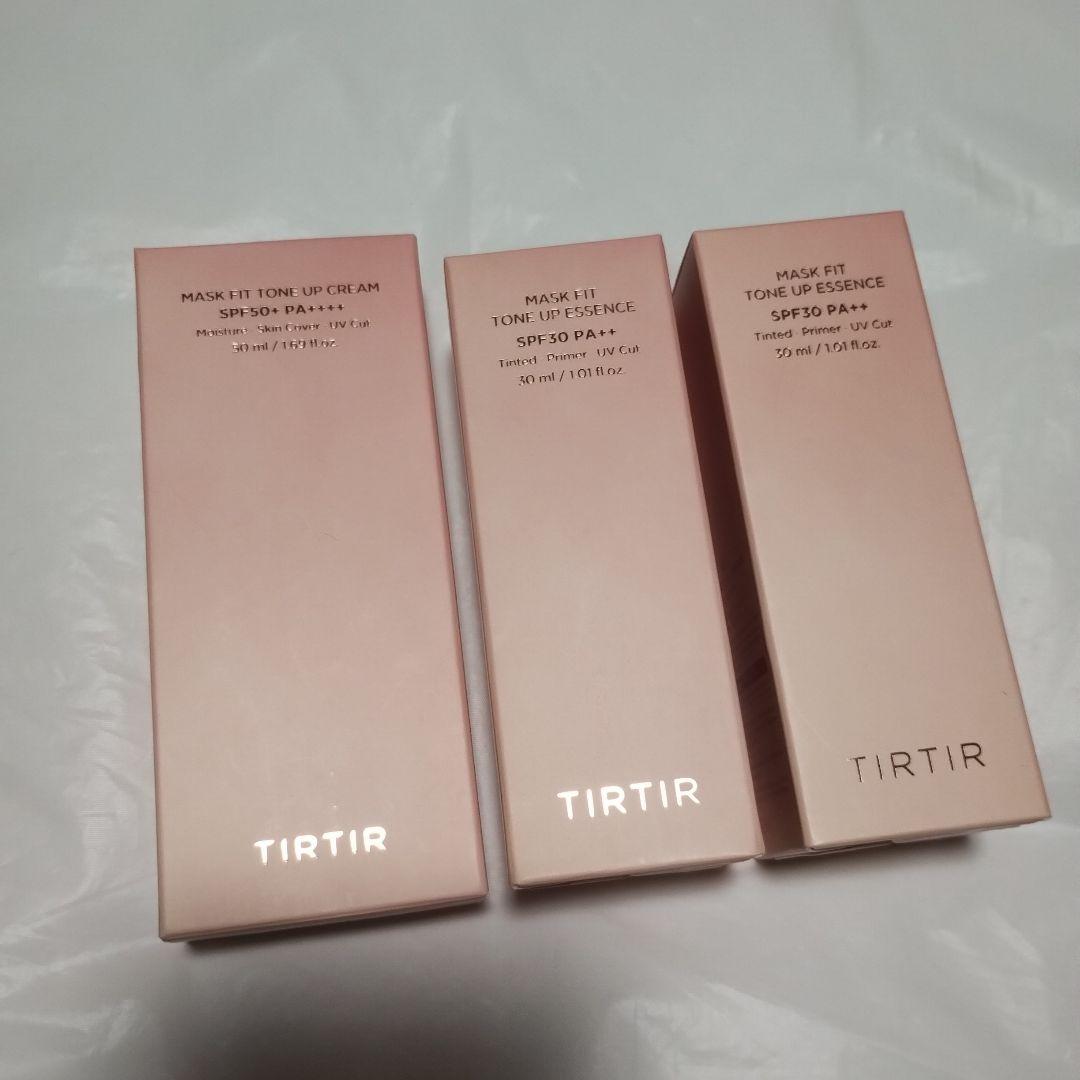 MASK FIT TONE UP CREAM
SPF50+ PA++++
Moisture · Skin Cover · UV Cut
50 ml / 1.69 fl.oz.
TIRTIR
MASK FIT
TONE UP ESSENCE
SPF30 PA++
Tinted · Primer · UV Cut
30 ml / 1.01 fl.oz.
TIRTIR
MASK FIT
TONE UP ESSENCE
SPF30 PA++
Tinted · Primer · UV Cut
30 ml / 1.01 fl.oz.
TIRTIR